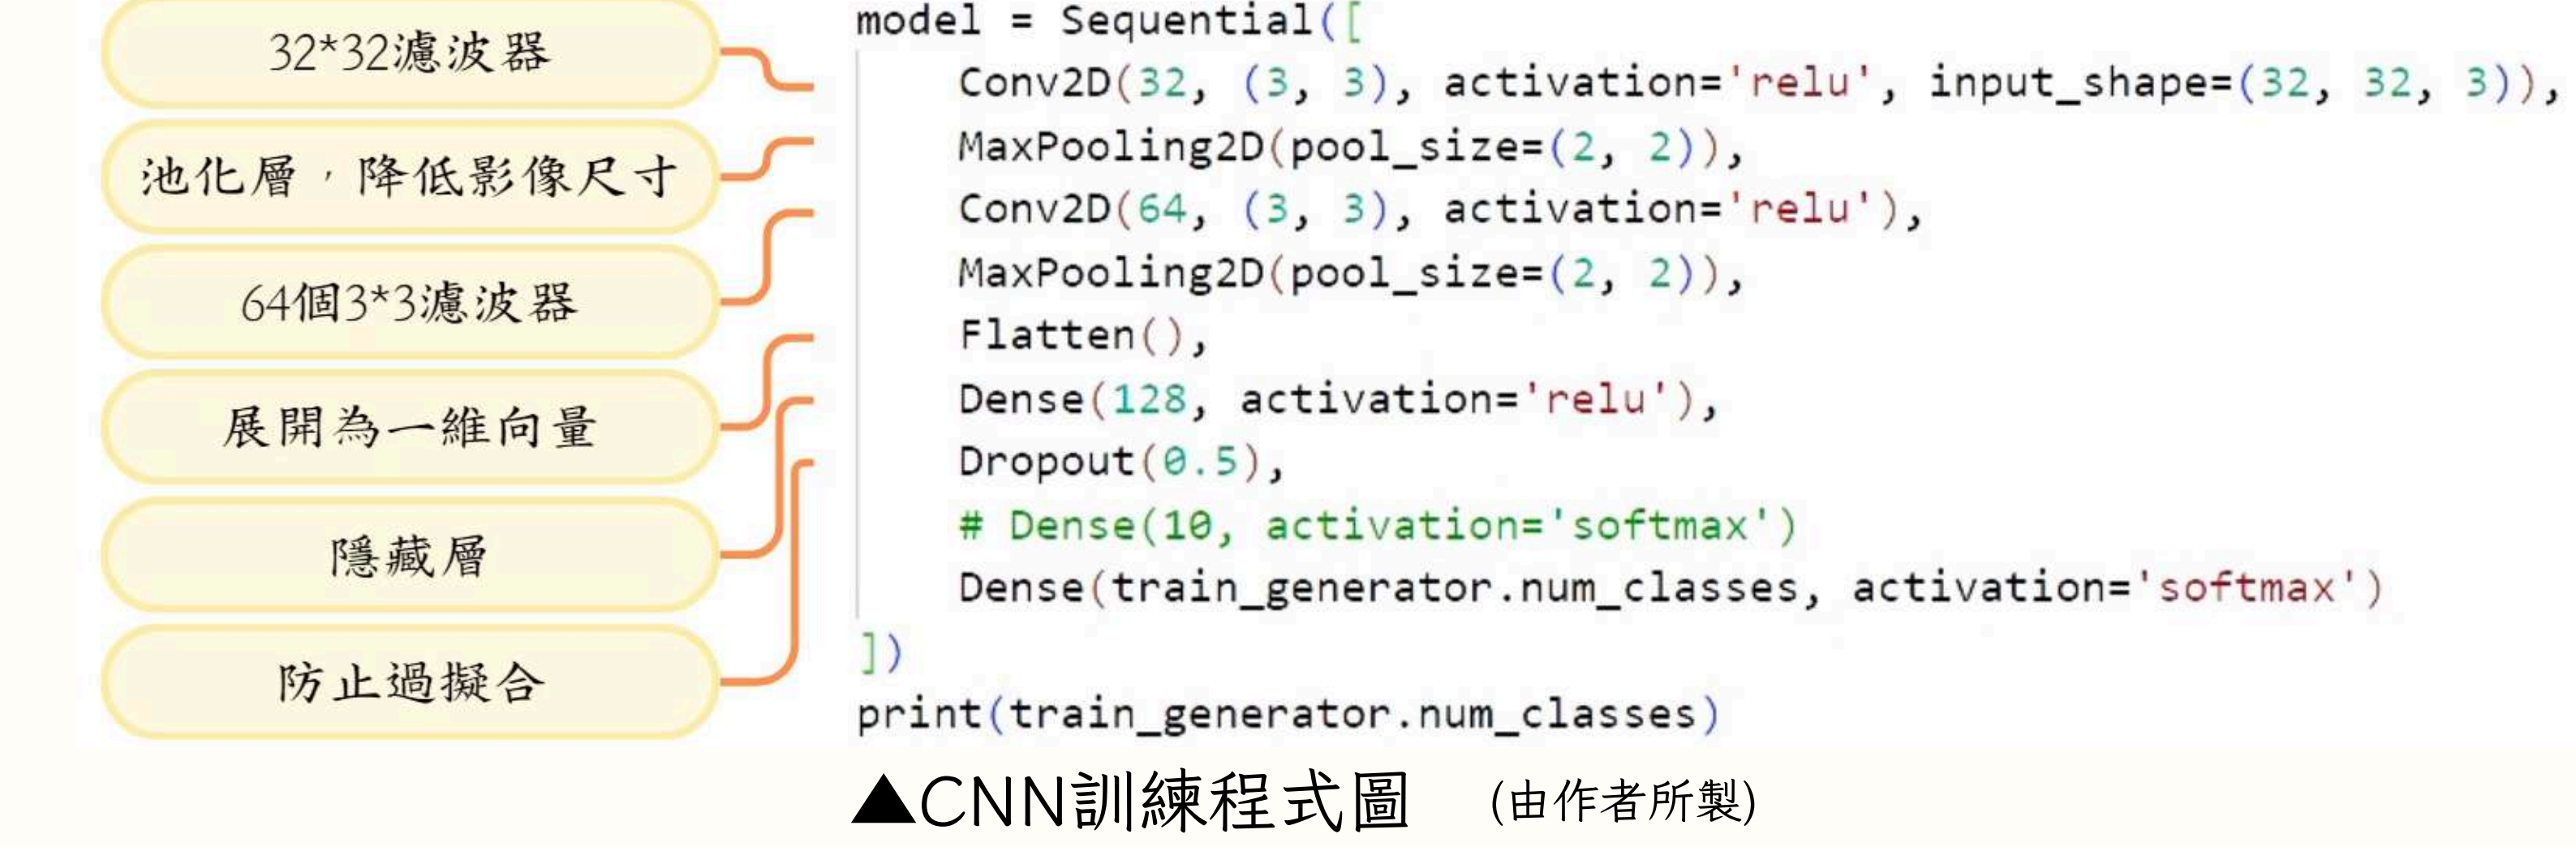 32*32濾波器
池化層，降低影像尺寸
64個3*3濾波器
展開為一維向量
隱藏層
防止過擬合
model = Sequential([
    Conv2D(32, (3, 3), activation='relu', input_shape=(32, 32, 3)),
    MaxPooling2D(pool_size=(2, 2)),
    Conv2D(64, (3, 3), activation='relu'),
    MaxPooling2D(pool_size=(2, 2)),
    Flatten(),
    Dense(128, activation='relu'),
    Dropout(0.5),
    # Dense(10, activation='softmax')
    Dense(train_generator.num_classes, activation='softmax')
])
print(train_generator.num_classes)
▲CNN訓練程式圖 (由作者所製)